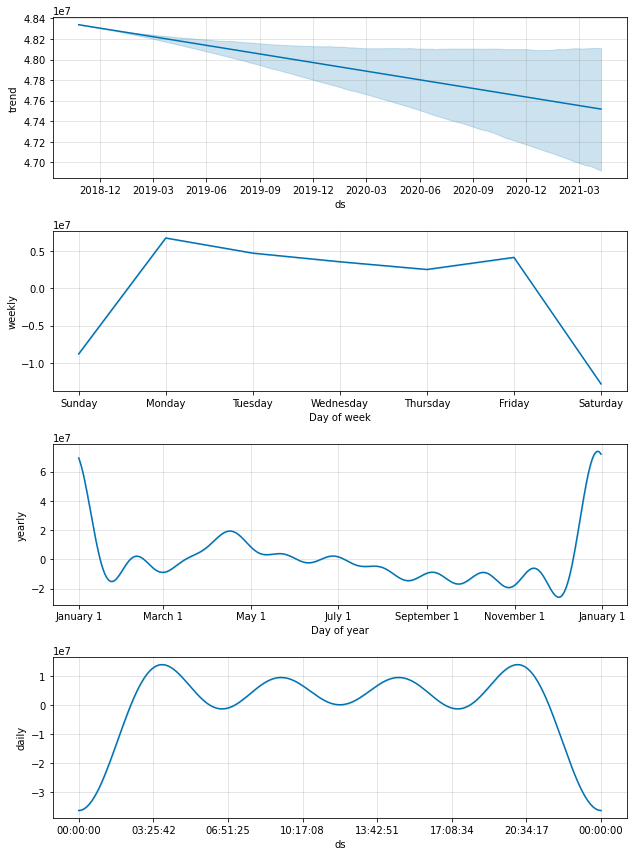 1e7
4.84
4.82
4.80
4.78
4.76
4.74
4.72
4.70
trend
2018-12 2019-03 2019-06 2019-09 2019-12 2020-03 2020-06 2020-09 2020-12 2021-03
ds
1e7
0.5
0.0
−0.5
−1.0
weekly
Sunday Monday Tuesday Wednesday Thursday Friday Saturday
Day of week
1e7
6
4
2
0
−2
yearly
January 1 March 1 May 1 July 1 September 1 November 1 January 1
Day of year
1e7
1
0
−1
−2
−3
daily
00:00:00 03:25:42 06:51:25 10:17:08 13:42:51 17:08:34 20:34:17 00:00:00
ds